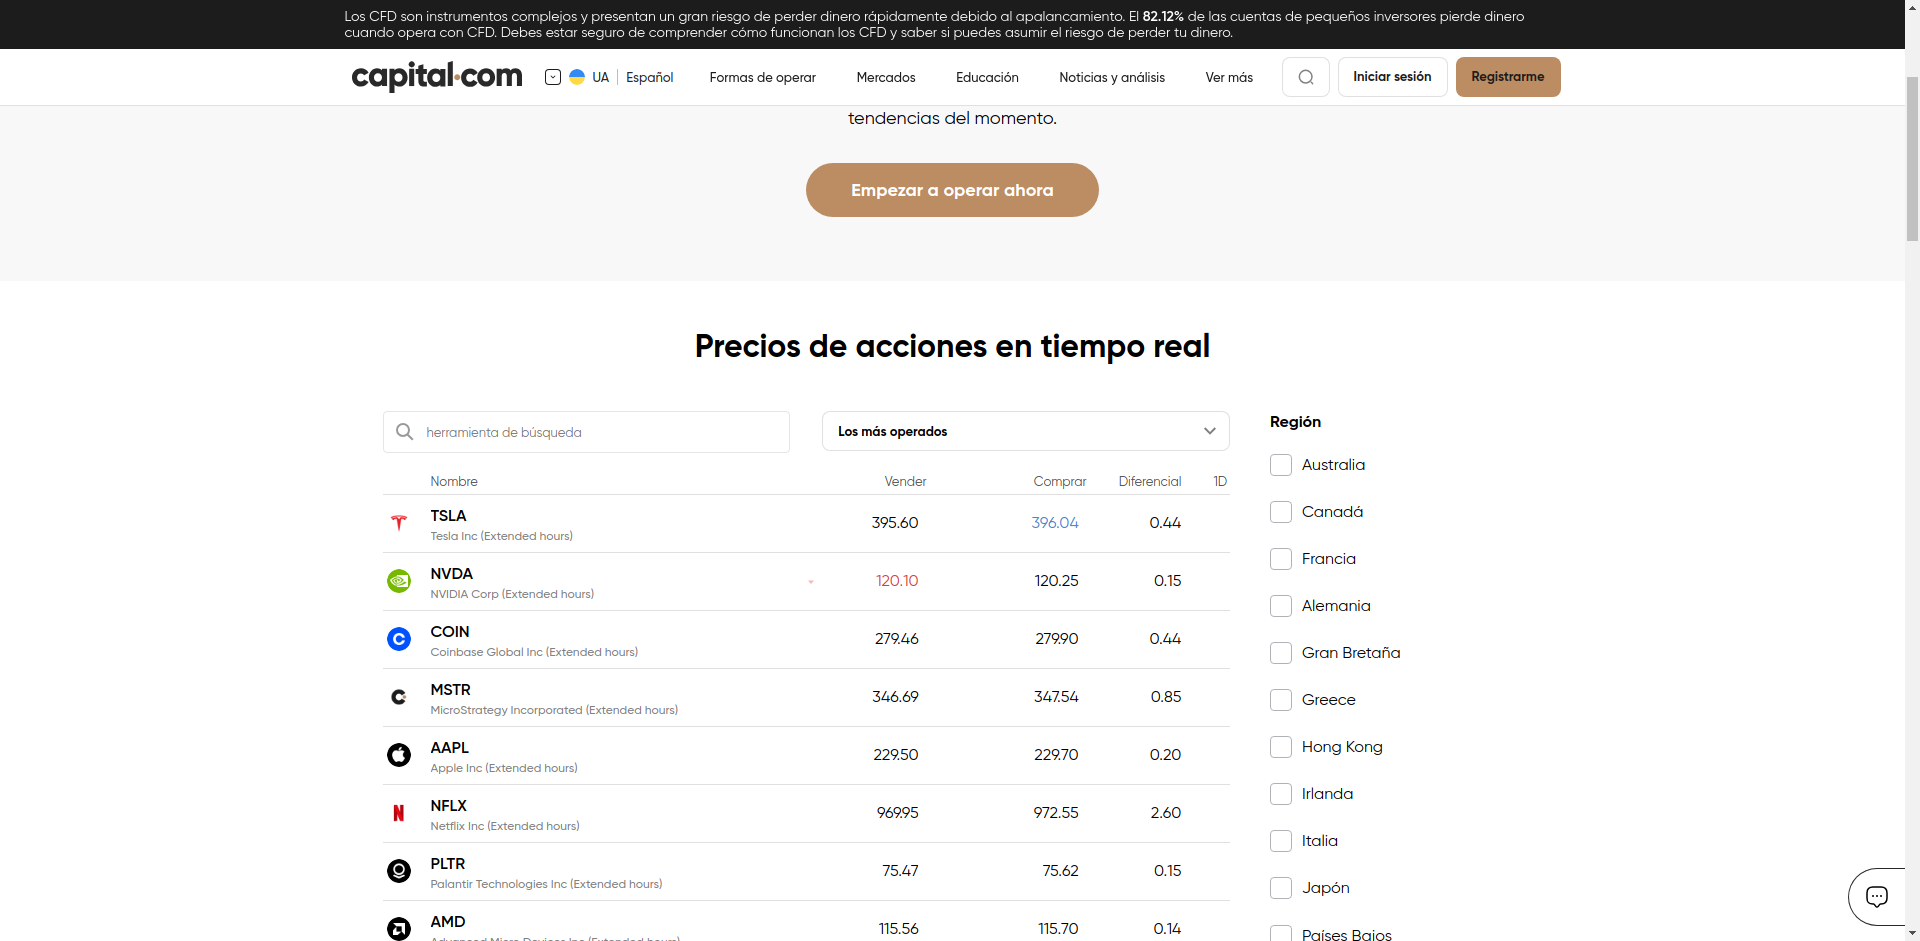 Los CFD son instrumentos complejos y presentan un gran riesgo de perder dinero rápidamente debido al apalancamiento. El 82.12% de las cuentas de pequeños inversores pierde dinero
cuando opera con CFD. Debes estar seguro de comprender cómo funcionan los CFD y saber si puedes asumir el riesgo de perder tu dinero.
capital.com UA Español Formas de operar Mercados Educación Noticias y análisis Ver más Iniciar sesión Registrarme
tendencias del momento.
Empezar a operar ahora
Precios de acciones en tiempo real
herramienta de búsqueda Los más operados
Nombre Vender Comprar Diferencial 1D
TSLA 395.60 396.04 0.44
Tesla Inc (Extended hours)
NVDA 120.10 120.25 0.15
NVIDIA Corp (Extended hours)
COIN 279.46 279.90 0.44
Coinbase Global Inc (Extended hours)
MSTR 346.69 347.54 0.85
MicroStrategy Incorporated (Extended hours)
AAPL 229.50 229.70 0.20
Apple Inc (Extended hours)
NFLX 969.95 972.55 2.60
Netflix Inc (Extended hours)
PLTR 75.47 75.62 0.15
Palantir Technologies Inc (Extended hours)
AMD 115.56 115.70 0.14
Advanced Micro Devices Inc (Extended hours)
Región
Australia
Canadá
Francia
Alemania
Gran Bretaña
Greece
Hong Kong
Irlanda
Italia
Japón
Países Bajos